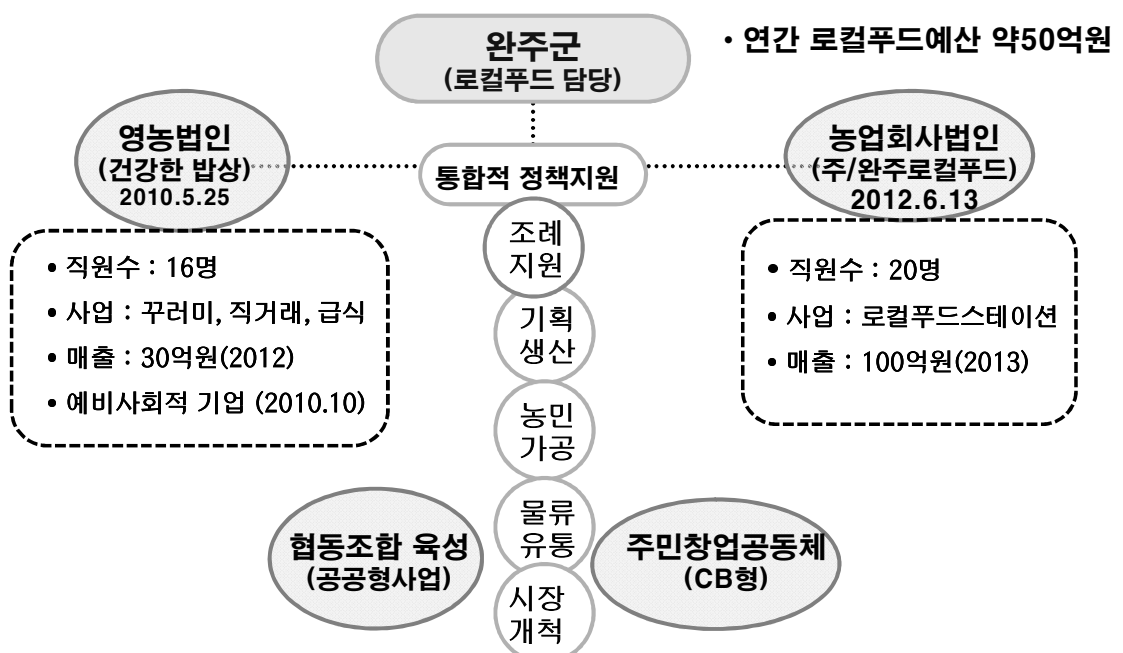 완주군
(로컬푸드 담당)
• 연간 로컬푸드예산 약50억원
영농법인
(건강한 밥상)
2010.5.25
통합적 정책지원
농업회사법인
(주/완주로컬푸드)
2012.6.13
• 직원수 : 16명
• 사업 : 꾸러미, 직거래, 급식
• 매출 : 30억원(2012)
• 예비사회적 기업 (2010.10)
조례
지원
기획
생산
농민
가공
물류
유통
시장
개척
• 직원수 : 20명
• 사업 : 로컬푸드스테이션
• 매출 : 100억원(2013)
협동조합 육성
(공공형사업)
주민창업공동체
(CB형)